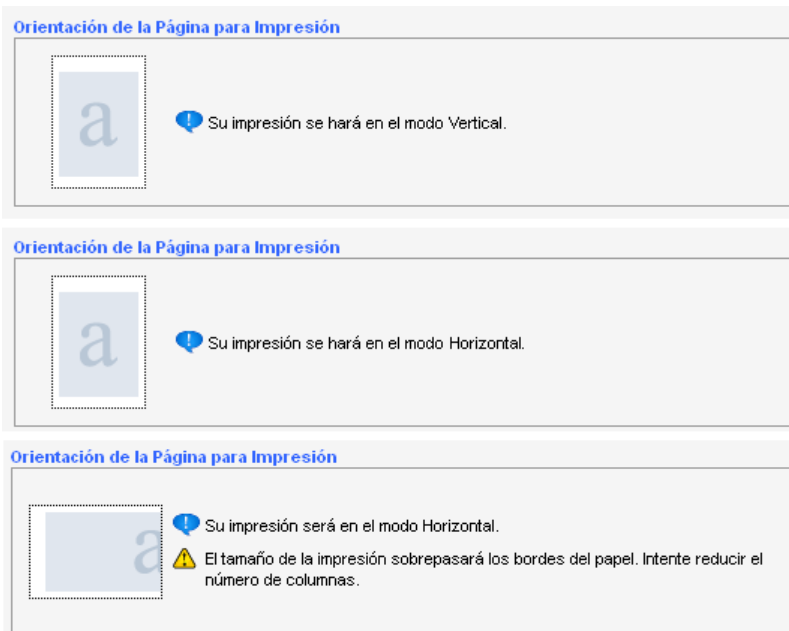 Orientación de la Página para Impresión
a
Su impresión se hará en el modo Vertical.
Orientación de la Página para Impresión
a
Su impresión se hará en el modo Horizontal.
Orientación de la Página para Impresión
a
Su impresión será en el modo Horizontal.
El tamaño de la impresión sobrepasará los bordes del papel. Intente reducir el
número de columnas.